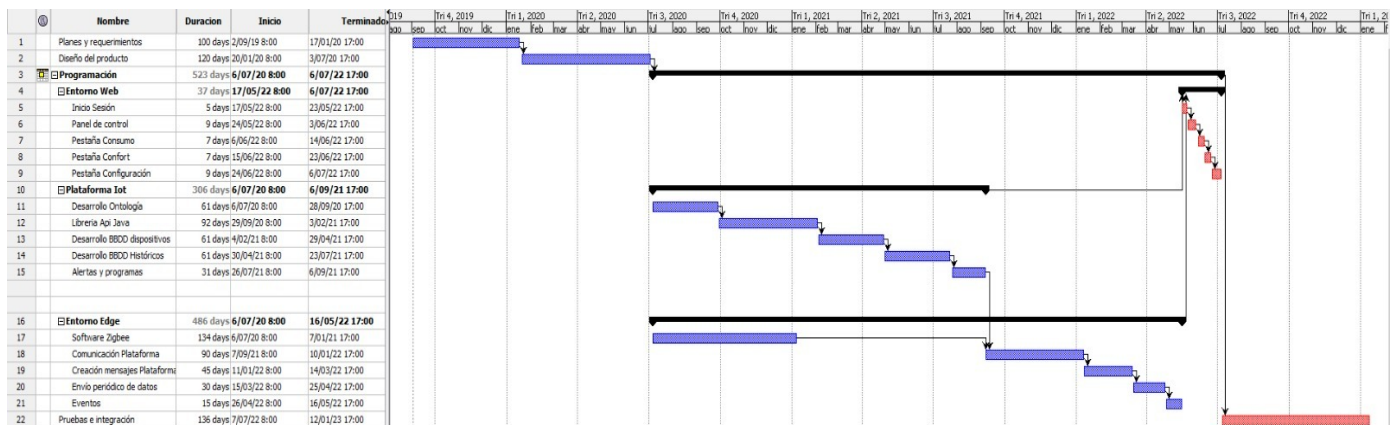 Nombre Duracion Inicio Terminado
019 Tri 4, 2019 Tri 1, 2020 Tri 2, 2020 Tri 3, 2020 Tri 4, 2020 Tri 1, 2021 Tri 2, 2021 Tri 3, 2021 Tri 4, 2021 Tri 1, 2022 Tri 2, 2022 Tri 3, 2022 Tri 4, 2022 Tri 1, 2
ago sep oct nov dic ene feb mar abr may jun jul ago sep oct nov dic ene feb mar abr may jun jul ago sep oct nov dic ene feb mar abr may jun jul ago sep oct nov dic ene
1 Planes y requerimientos 100 days 2/09/19 8:00 17/01/20 17:00
2 Diseño del producto 120 days 20/01/20 8:00 3/07/20 17:00
3 Programación 523 days 6/07/20 8:00 6/07/22 17:00
4 Entorno Web 37 days 17/05/22 8:00 6/07/22 17:00
5 Inicio Sesión 5 days 17/05/22 8:00 23/05/22 17:00
6 Panel de control 9 days 24/05/22 8:00 3/06/22 17:00
7 Pestaña Consumo 7 days 6/06/22 8:00 14/06/22 17:00
8 Pestaña Confort 7 days 15/06/22 8:00 23/06/22 17:00
9 Pestaña Configuración 9 days 24/06/22 8:00 6/07/22 17:00
10 Plataforma Iot 306 days 6/07/20 8:00 6/09/21 17:00
11 Desarrollo Ontología 61 days 6/07/20 8:00 28/09/20 17:00
12 Libreria Api Java 92 days 29/09/20 8:00 3/02/21 17:00
13 Desarrollo BBDD dispositivos 61 days 4/02/21 8:00 29/04/21 17:00
14 Desarrollo BBDD Históricos 61 days 30/04/21 8:00 23/07/21 17:00
15 Alertas y programas 31 days 26/07/21 8:00 6/09/21 17:00
16 Entorno Edge 486 days 6/07/20 8:00 16/05/22 17:00
17 Software Zigbee 134 days 6/07/20 8:00 7/01/21 17:00
18 Comunicación Plataforma 90 days 7/09/21 8:00 10/01/22 17:00
19 Creación mensajes Plataforma 45 days 11/01/22 8:00 14/03/22 17:00
20 Envío periódico de datos 30 days 15/03/22 8:00 25/04/22 17:00
21 Eventos 15 days 26/04/22 8:00 16/05/22 17:00
22 Pruebas e integración 136 days 7/07/22 8:00 12/01/23 17:00